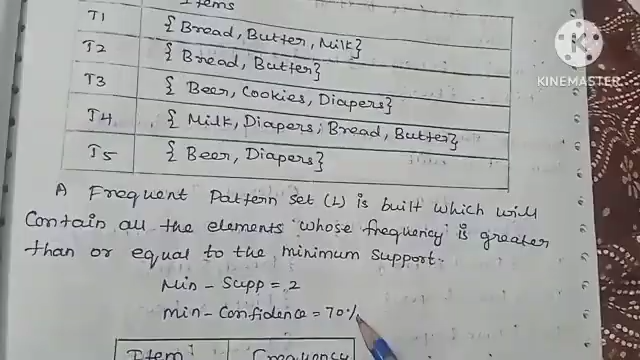 Items
T1 { Bread, Butter, Milk}
T2 { Bread, Butter}
T3 { Beer, Cookies, Diapers}
T4 { Milk, Diapers, Bread, Butter}
T5 { Beer, Diapers}
KINEMASTER
A Frequent Pattern set (L) is built which will
Contain all the elements whose frequency is greater
than or equal to the minimum support.
Min - Supp = 2
min - Confidence = 70%
Item Frequency